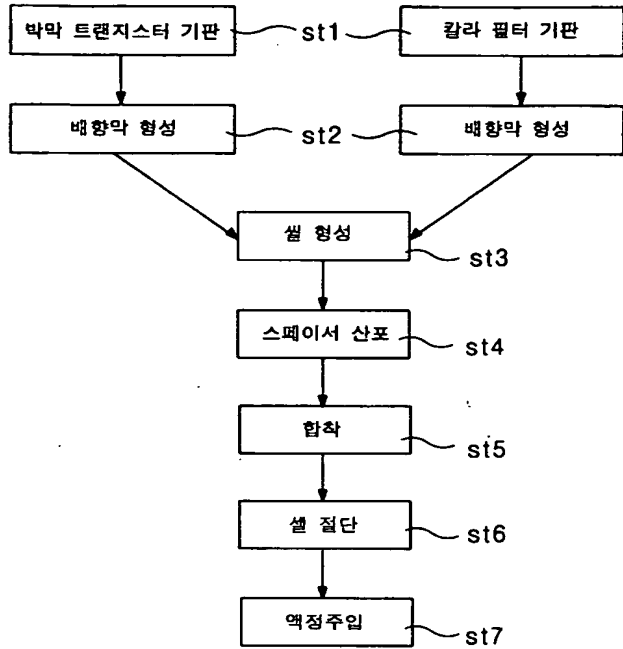 박막 트랜지스터 기판
st1
칼라 필터 기판
배향막 형성
st2
배향막 형성
씰 형성
st3
스페이서 산포
st4
합착
st5
셀 절단
st6
액정주입
st7